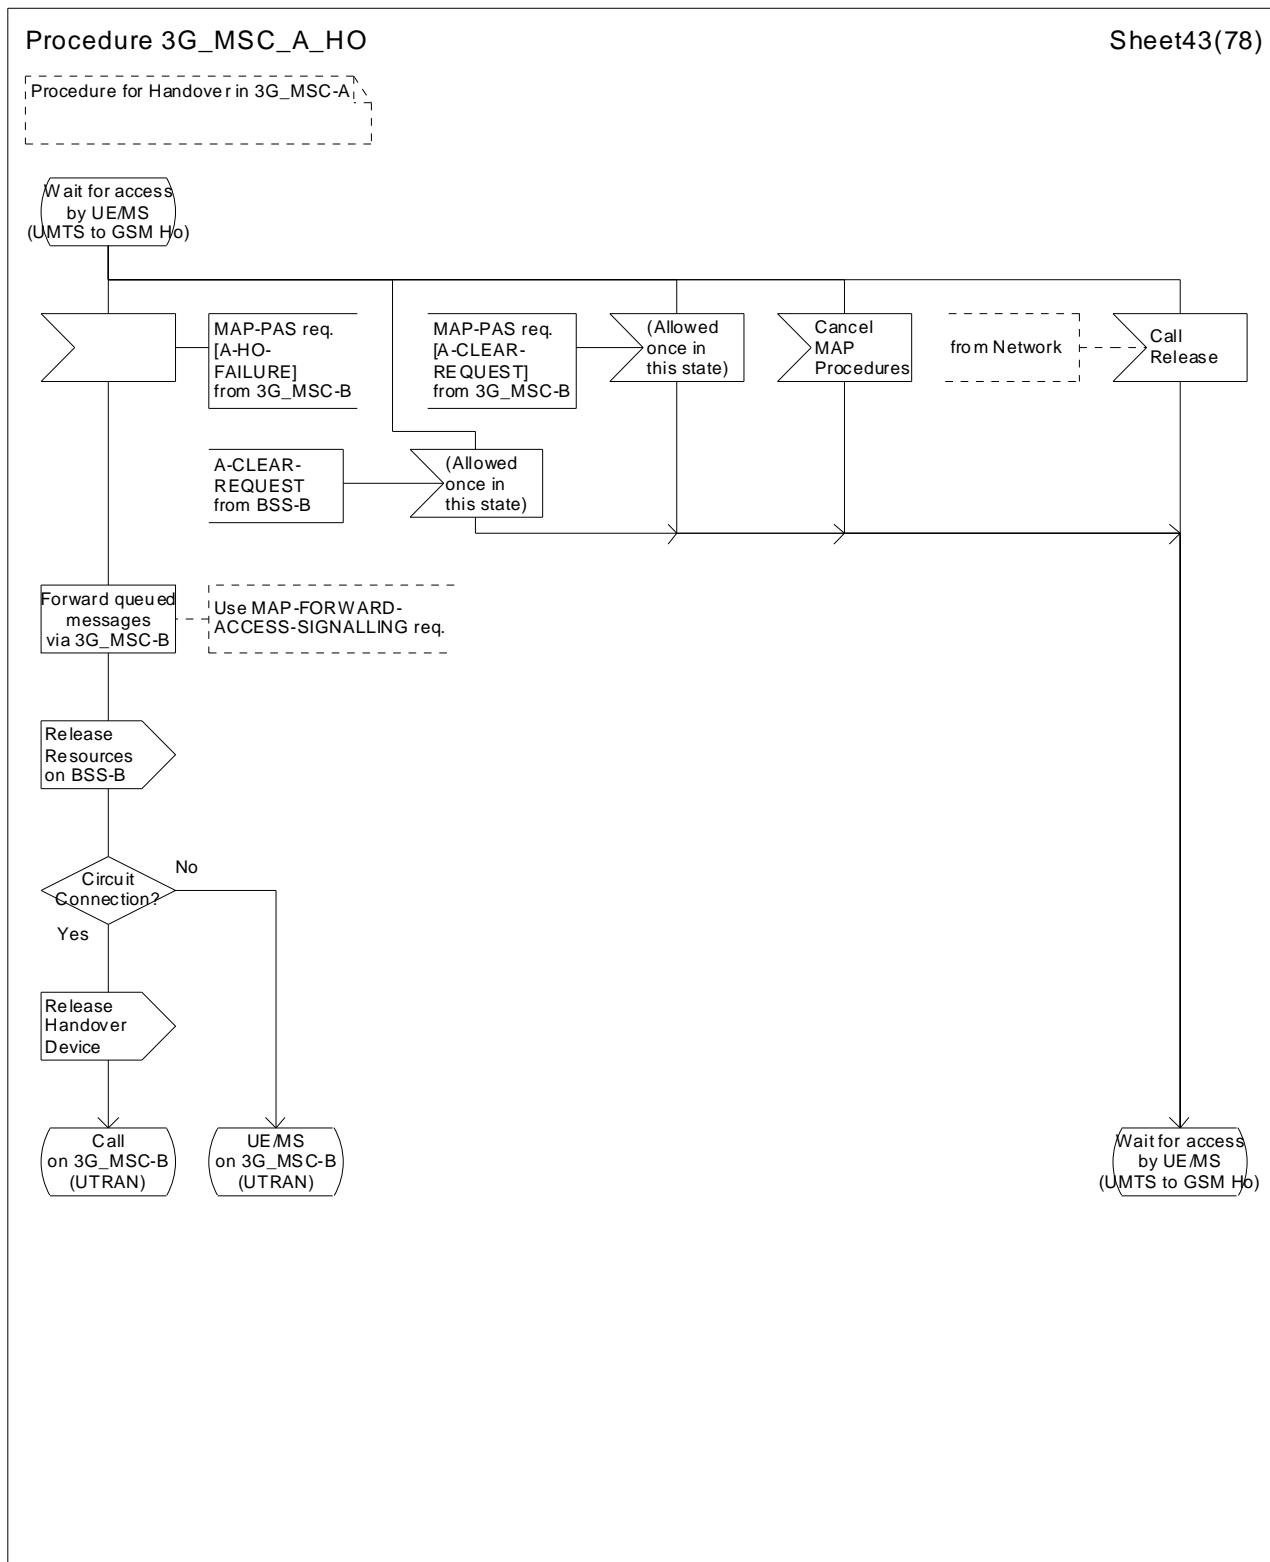 Procedure 3G_MSC_A_HO
Sheet43(78)
Procedure for Handover in 3G_MSC-A
Wait for access
by UE/MS
(UMTS to GSM Ho)
MAP-PAS req.
[A-HO-
FAILURE]
from 3G_MSC-B
MAP-PAS req.
[A-CLEAR-
REQUEST]
from 3G_MSC-B
(Allowed
once in
this state)
Cancel
MAP
Procedures
from Network
Call
Release
A-CLEAR-
REQUEST
from BSS-B
(Allowed
once in
this state)
Forward queued
messages
via 3G_MSC-B
Use MAP-FORWARD-
ACCESS-SIGNALLING req.
Release
Resources
on BSS-B
Circuit
Connection?
No
Yes
Release
Handover
Device
Call
on 3G_MSC-B
(UTRAN)
UE/MS
on 3G_MSC-B
(UTRAN)
Wait for access
by UE/MS
(UMTS to GSM Ho)